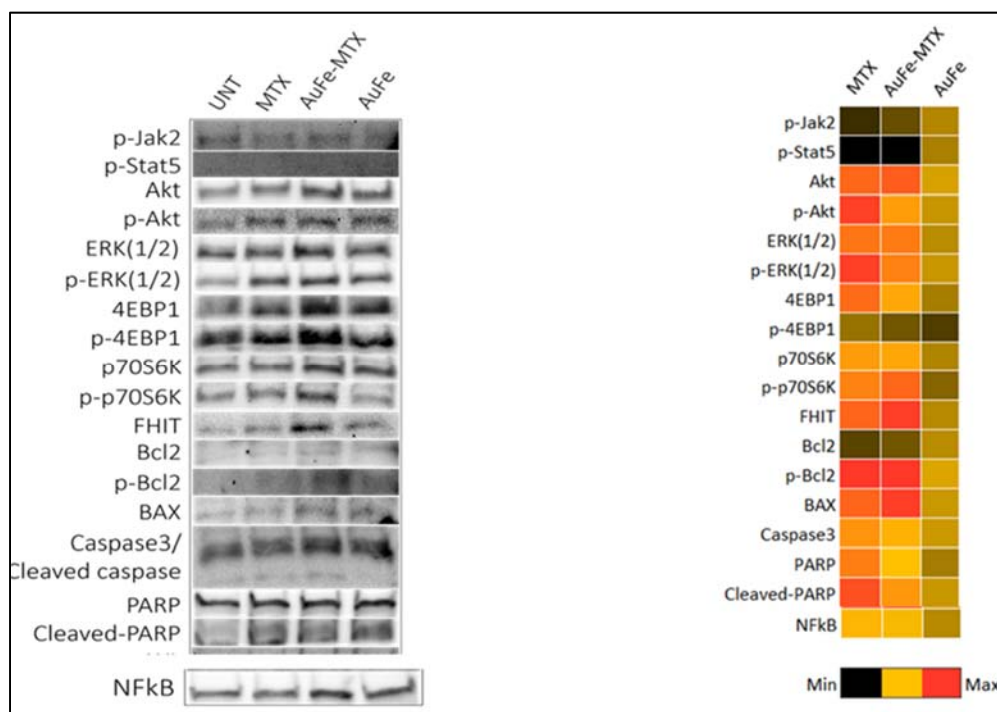 UNT MTX AuFe-MTX AuFe
p-Jak2
p-Stat5
Akt
p-Akt
ERK(1/2)
p-ERK(1/2)
4EBP1
p-4EBP1
p70S6K
p-p70S6K
FHIT
Bcl2
p-Bcl2
BAX
Caspase3/
Cleaved caspase
PARP
Cleaved-PARP
NFkB
MTX AuFe-MTX AuFe
p-Jak2
p-Stat5
Akt
p-Akt
ERK(1/2)
p-ERK(1/2)
4EBP1
p-4EBP1
p70S6K
p-p70S6K
FHIT
Bcl2
p-Bcl2
BAX
Caspase3
PARP
Cleaved-PARP
NFkB
Min Max